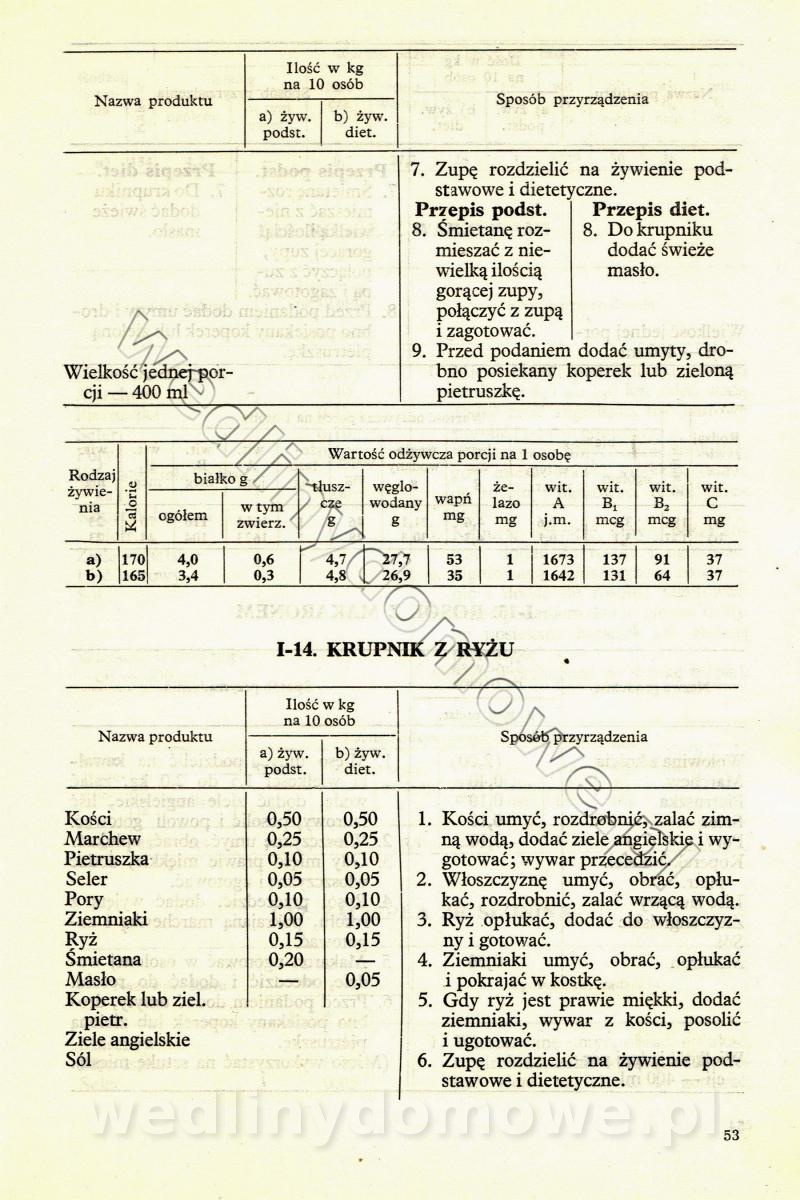 Nazwa produktu
Ilość w kg
na 10 osób
a) żyw.
podst.
b) żyw.
diet.
Sposób przyrządzenia
7. Zupę rozdzielić na żywienie pod-
stawowe i dietetyczne.
Przepis podst.
8. Śmietanę roz-
mieszać z nie-
wielką ilością
gorącej zupy,
połączyć z zupą
i zagotować.
Przepis diet.
8. Do krupniku
dodać świeże
masło.
9. Przed podaniem dodać umyty, dro-
bno posiekany koperek lub zieloną
pietruszkę.
Wielkość jednej por-
cji — 400 ml
Rodzaj
żywie-
nia
Kalorie
Wartość odżywcza porcji na 1 osobę
białko g
ogółem
w tym
zwierz.
tłusz-
cze
g
węglo-
wodany
g
wapń
mg
że-
lazo
mg
wit.
A
j.m.
wit.
B₁
mcg
wit.
B₂
mcg
wit.
C
mg
a) 170 4,0 0,6 4,7 27,7 53 1 1673 137 91 37
b) 165 3,4 0,3 4,8 26,9 35 1 1642 131 64 37
I-14. KRUPNIK Z RYŻU
Nazwa produktu
Ilość w kg
na 10 osób
a) żyw.
podst.
b) żyw.
diet.
Sposób przyrządzenia
Kości 0,50 0,50
Marchew 0,25 0,25
Pietruszka 0,10 0,10
Seler 0,05 0,05
Pory 0,10 0,10
Ziemniaki 1,00 1,00
Ryż 0,15 0,15
Śmietana 0,20 —
Masło — 0,05
Koperek lub ziel.
pietr.
Ziele angielskie
Sól
1. Kości umyć, rozdrobnić, zalać zim-
ną wodą, dodać ziele angielskie i wy-
gotować; wywar przecedzić.
2. Włoszczyznę umyć, obrać, opłu-
kać, rozdrobnić, zalać wrzącą wodą.
3. Ryż opłukać, dodać do włoszczyz-
ny i gotować.
4. Ziemniaki umyć, obrać, opłukać
i pokrajać w kostkę.
5. Gdy ryż jest prawie miękki, dodać
ziemniaki, wywar z kości, posolić
i ugotować.
6. Zupę rozdzielić na żywienie pod-
stawowe i dietetyczne.
wedlinydomowe.pl
wedlinydomowe.pl
53